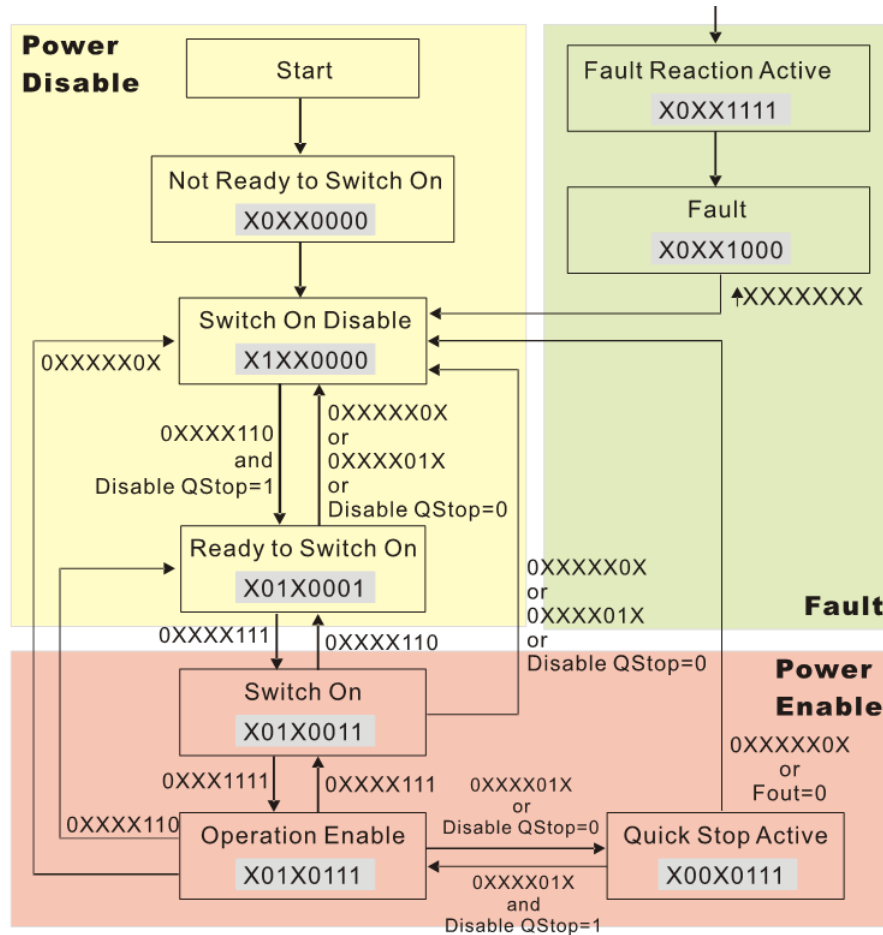 Power
Disable
Start
Not Ready to Switch On
X0XX0000
Switch On Disable
X1XX0000
0XXXXX0X
0XXXX110
and
Disable QStop=1
0XXXXX0X
or
0XXXX01X
or
Disable QStop=0
Ready to Switch On
X01X0001
0XXXX111
0XXXX110
Fault Reaction Active
X0XX1111
Fault
X0XX1000
XXXXXXX
Fault
0XXXXX0X
or
0XXXX01X
or
Disable QStop=0
Power
Enable
Switch On
X01X0011
0XXX1111
0XXXX111
0XXXX110
Operation Enable
X01X0111
0XXXX01X
or
Disable QStop=0
0XXXX01X
and
Disable QStop=1
0XXXXX0X
or
Fout=0
Quick Stop Active
X00X0111